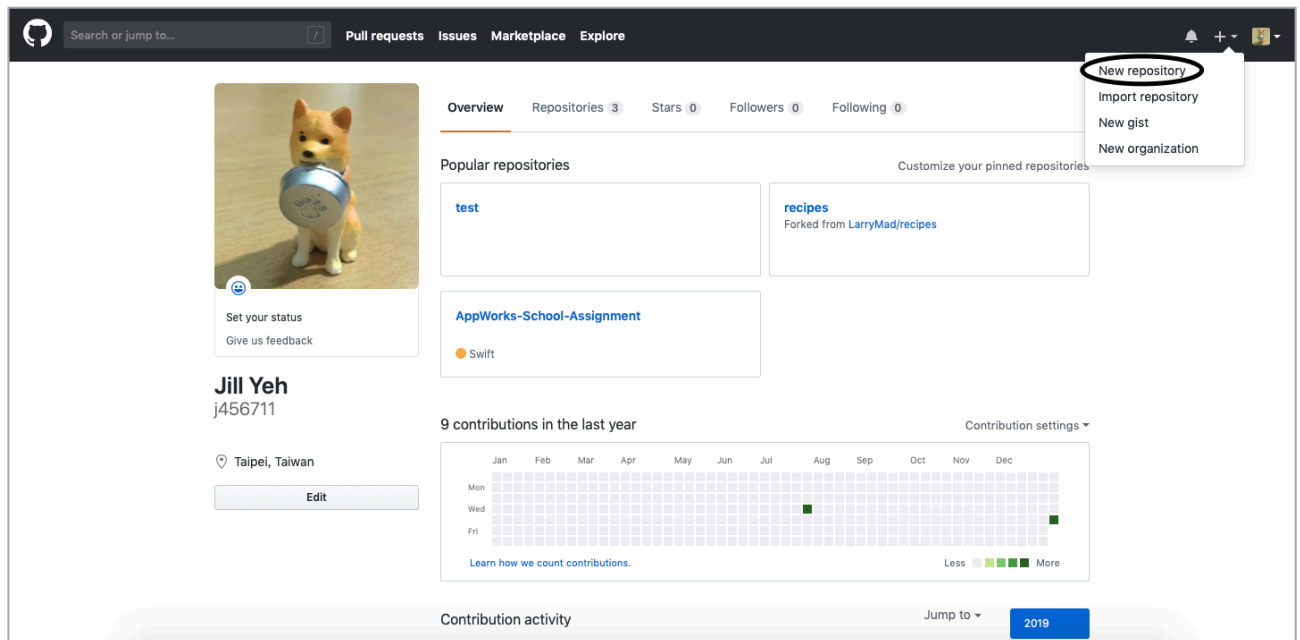 Search or jump to... /
Pull requests Issues Marketplace Explore
New repository
Import repository
New gist
New organization
Overview Repositories 3 Stars 0 Followers 0 Following 0
Popular repositories Customize your pinned repositories
test
recipes
Forked from LarryMad/recipes
AppWorks-School-Assignment
Swift
Set your status
Give us feedback
Jill Yeh
j456711
Taipei, Taiwan
Edit
9 contributions in the last year Contribution settings
Jan Feb Mar Apr May Jun Jul Aug Sep Oct Nov Dec
Mon
Wed
Fri
Learn how we count contributions. Less More
Contribution activity Jump to 2019